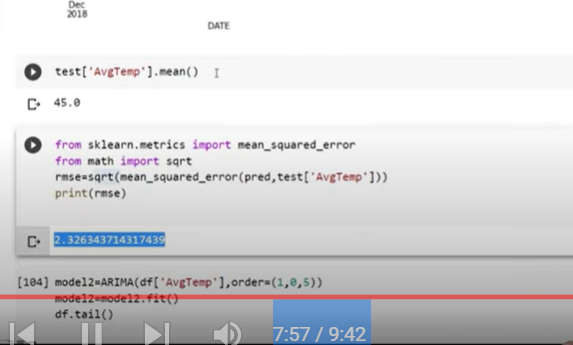 Dec
2018
DATE
test['AvgTemp'].mean()
45.0
from sklearn.metrics import mean_squared_error
from math import sqrt
rmse=sqrt(mean_squared_error(pred,test['AvgTemp']))
print(rmse)
2.326343714317439
[104] model2=ARIMA(df['AvgTemp'],order=(1,0,5))
model2=model2.fit()
df.tail()
7:57 / 9:42